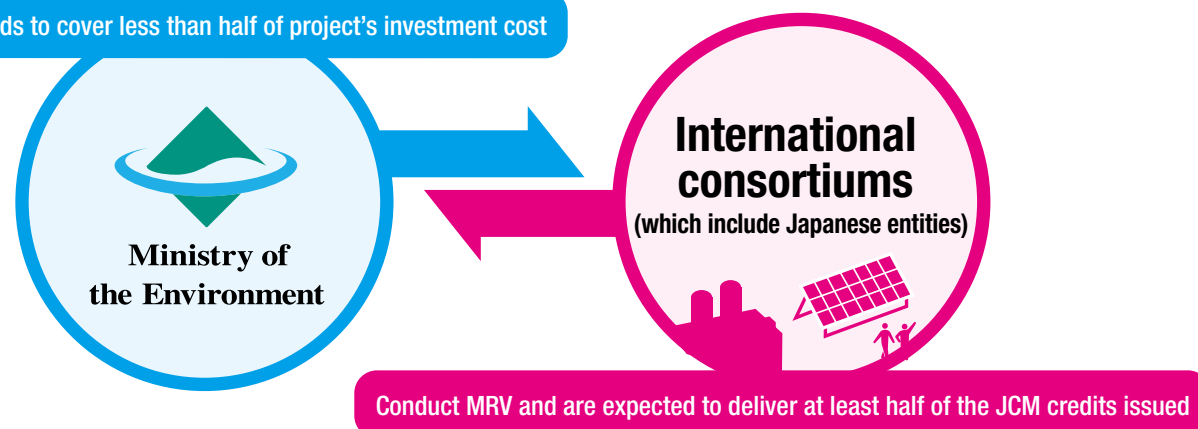 to cover less than half of project's investment cost
Ministry of
the Environment
International
consortiums
(which include Japanese entities)
Conduct MRV and are expected to deliver at least half of the JCM credits issued